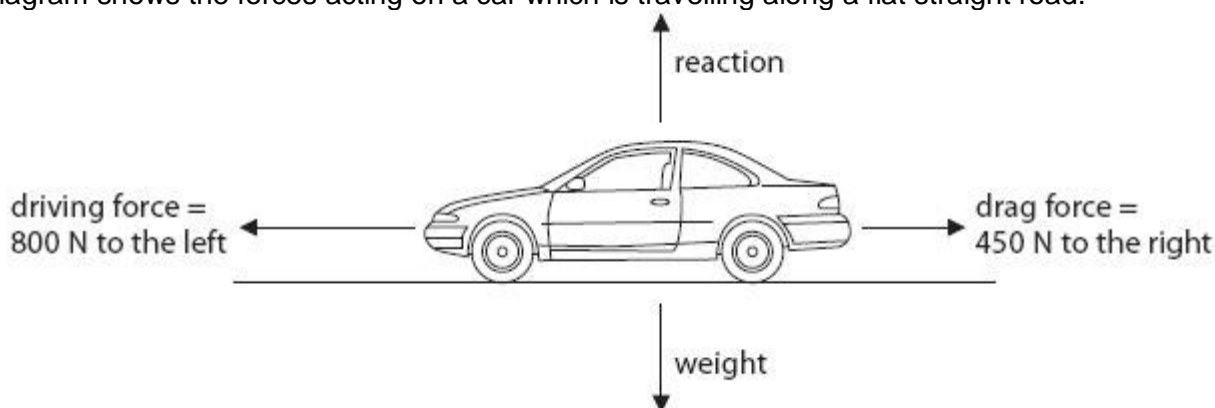 diagram shows the forces acting on a car which is travelling along a flat straight road.
reaction
driving force =
800 N to the left
drag force =
450 N to the right
weight